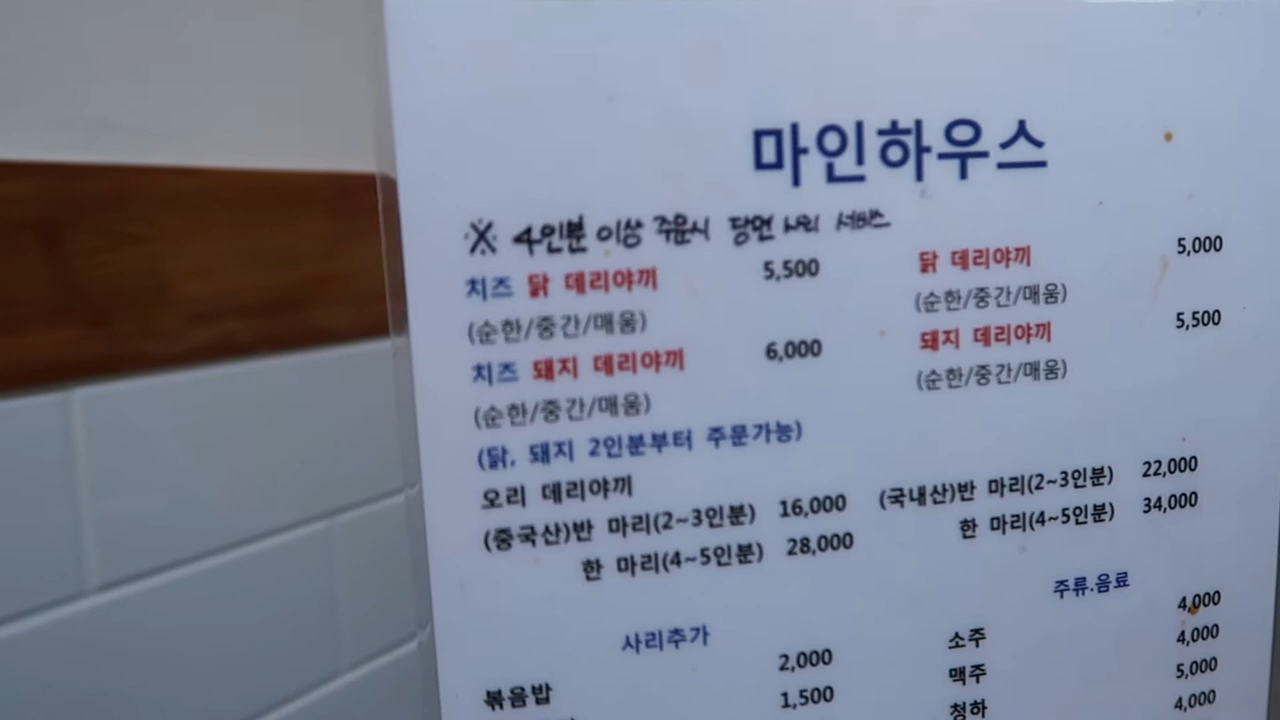 마인하우스
※ 4인분 이상 주문시 당면 사리 서비스
치즈 닭 데리야끼 5,500 닭 데리야끼 5,000
(순한/중간/매움) (순한/중간/매움)
치즈 돼지 데리야끼 6,000 돼지 데리야끼 5,500
(순한/중간/매움) (순한/중간/매움)
(닭, 돼지 2인분부터 주문가능)
오리 데리야끼
(중국산)반 마리(2~3인분) 16,000 (국내산)반 마리(2~3인분) 22,000
한 마리(4~5인분) 28,000 한 마리(4~5인분) 34,000
사리추가 주류.음료
볶음밥 2,000 소주 4,000
1,500 맥주 4,000
청하 5,000
4,000